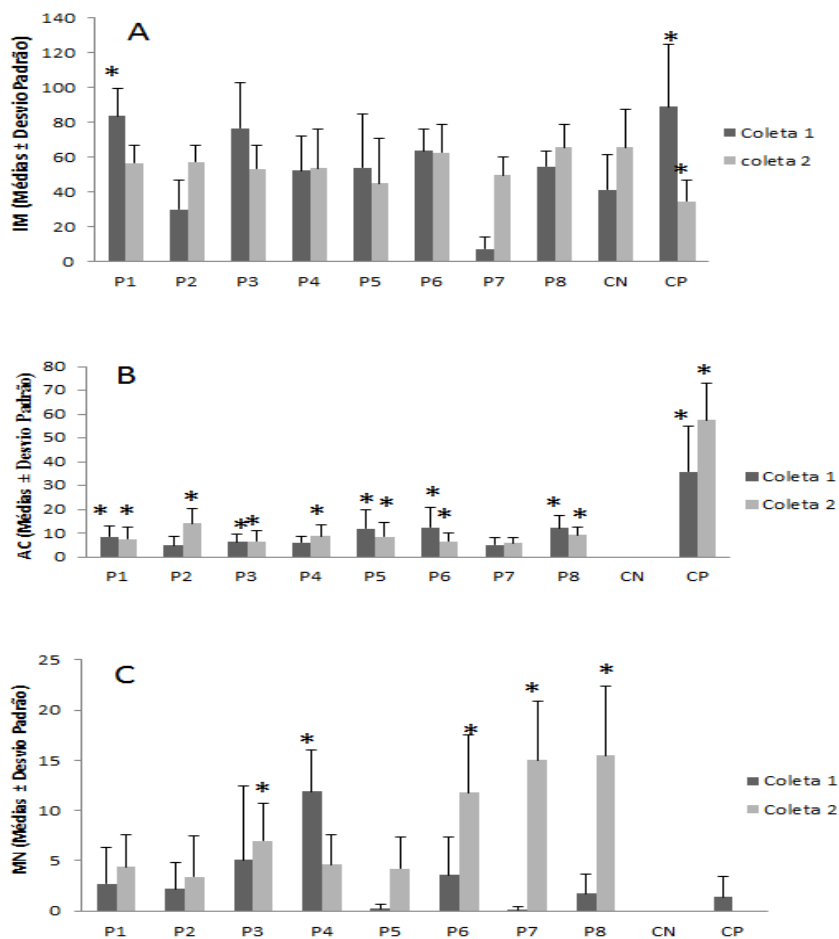 A
IM (Médias ± Desvio Padrão)
140
120
100
80
60
40
20
0
* * *
P1 P2 P3 P4 P5 P6 P7 P8 CN CP
Coleta 1
coleta 2
B
AC (Médias ± Desvio Padrão)
80
70
60
50
40
30
20
10
0
* * * * * * * * * * * * * *
P1 P2 P3 P4 P5 P6 P7 P8 CN CP
Coleta 1
Coleta 2
C
MN (Médias ± Desvio Padrão)
25
20
15
10
5
0
* * * * *
P1 P2 P3 P4 P5 P6 P7 P8 CN CP
Coleta 1
Coleta 2